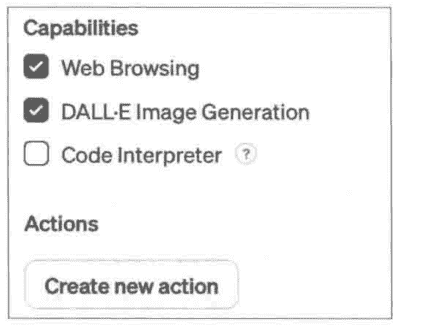 Capabilities
Web Browsing
DALL·E Image Generation
Code Interpreter ?
Actions
Create new action